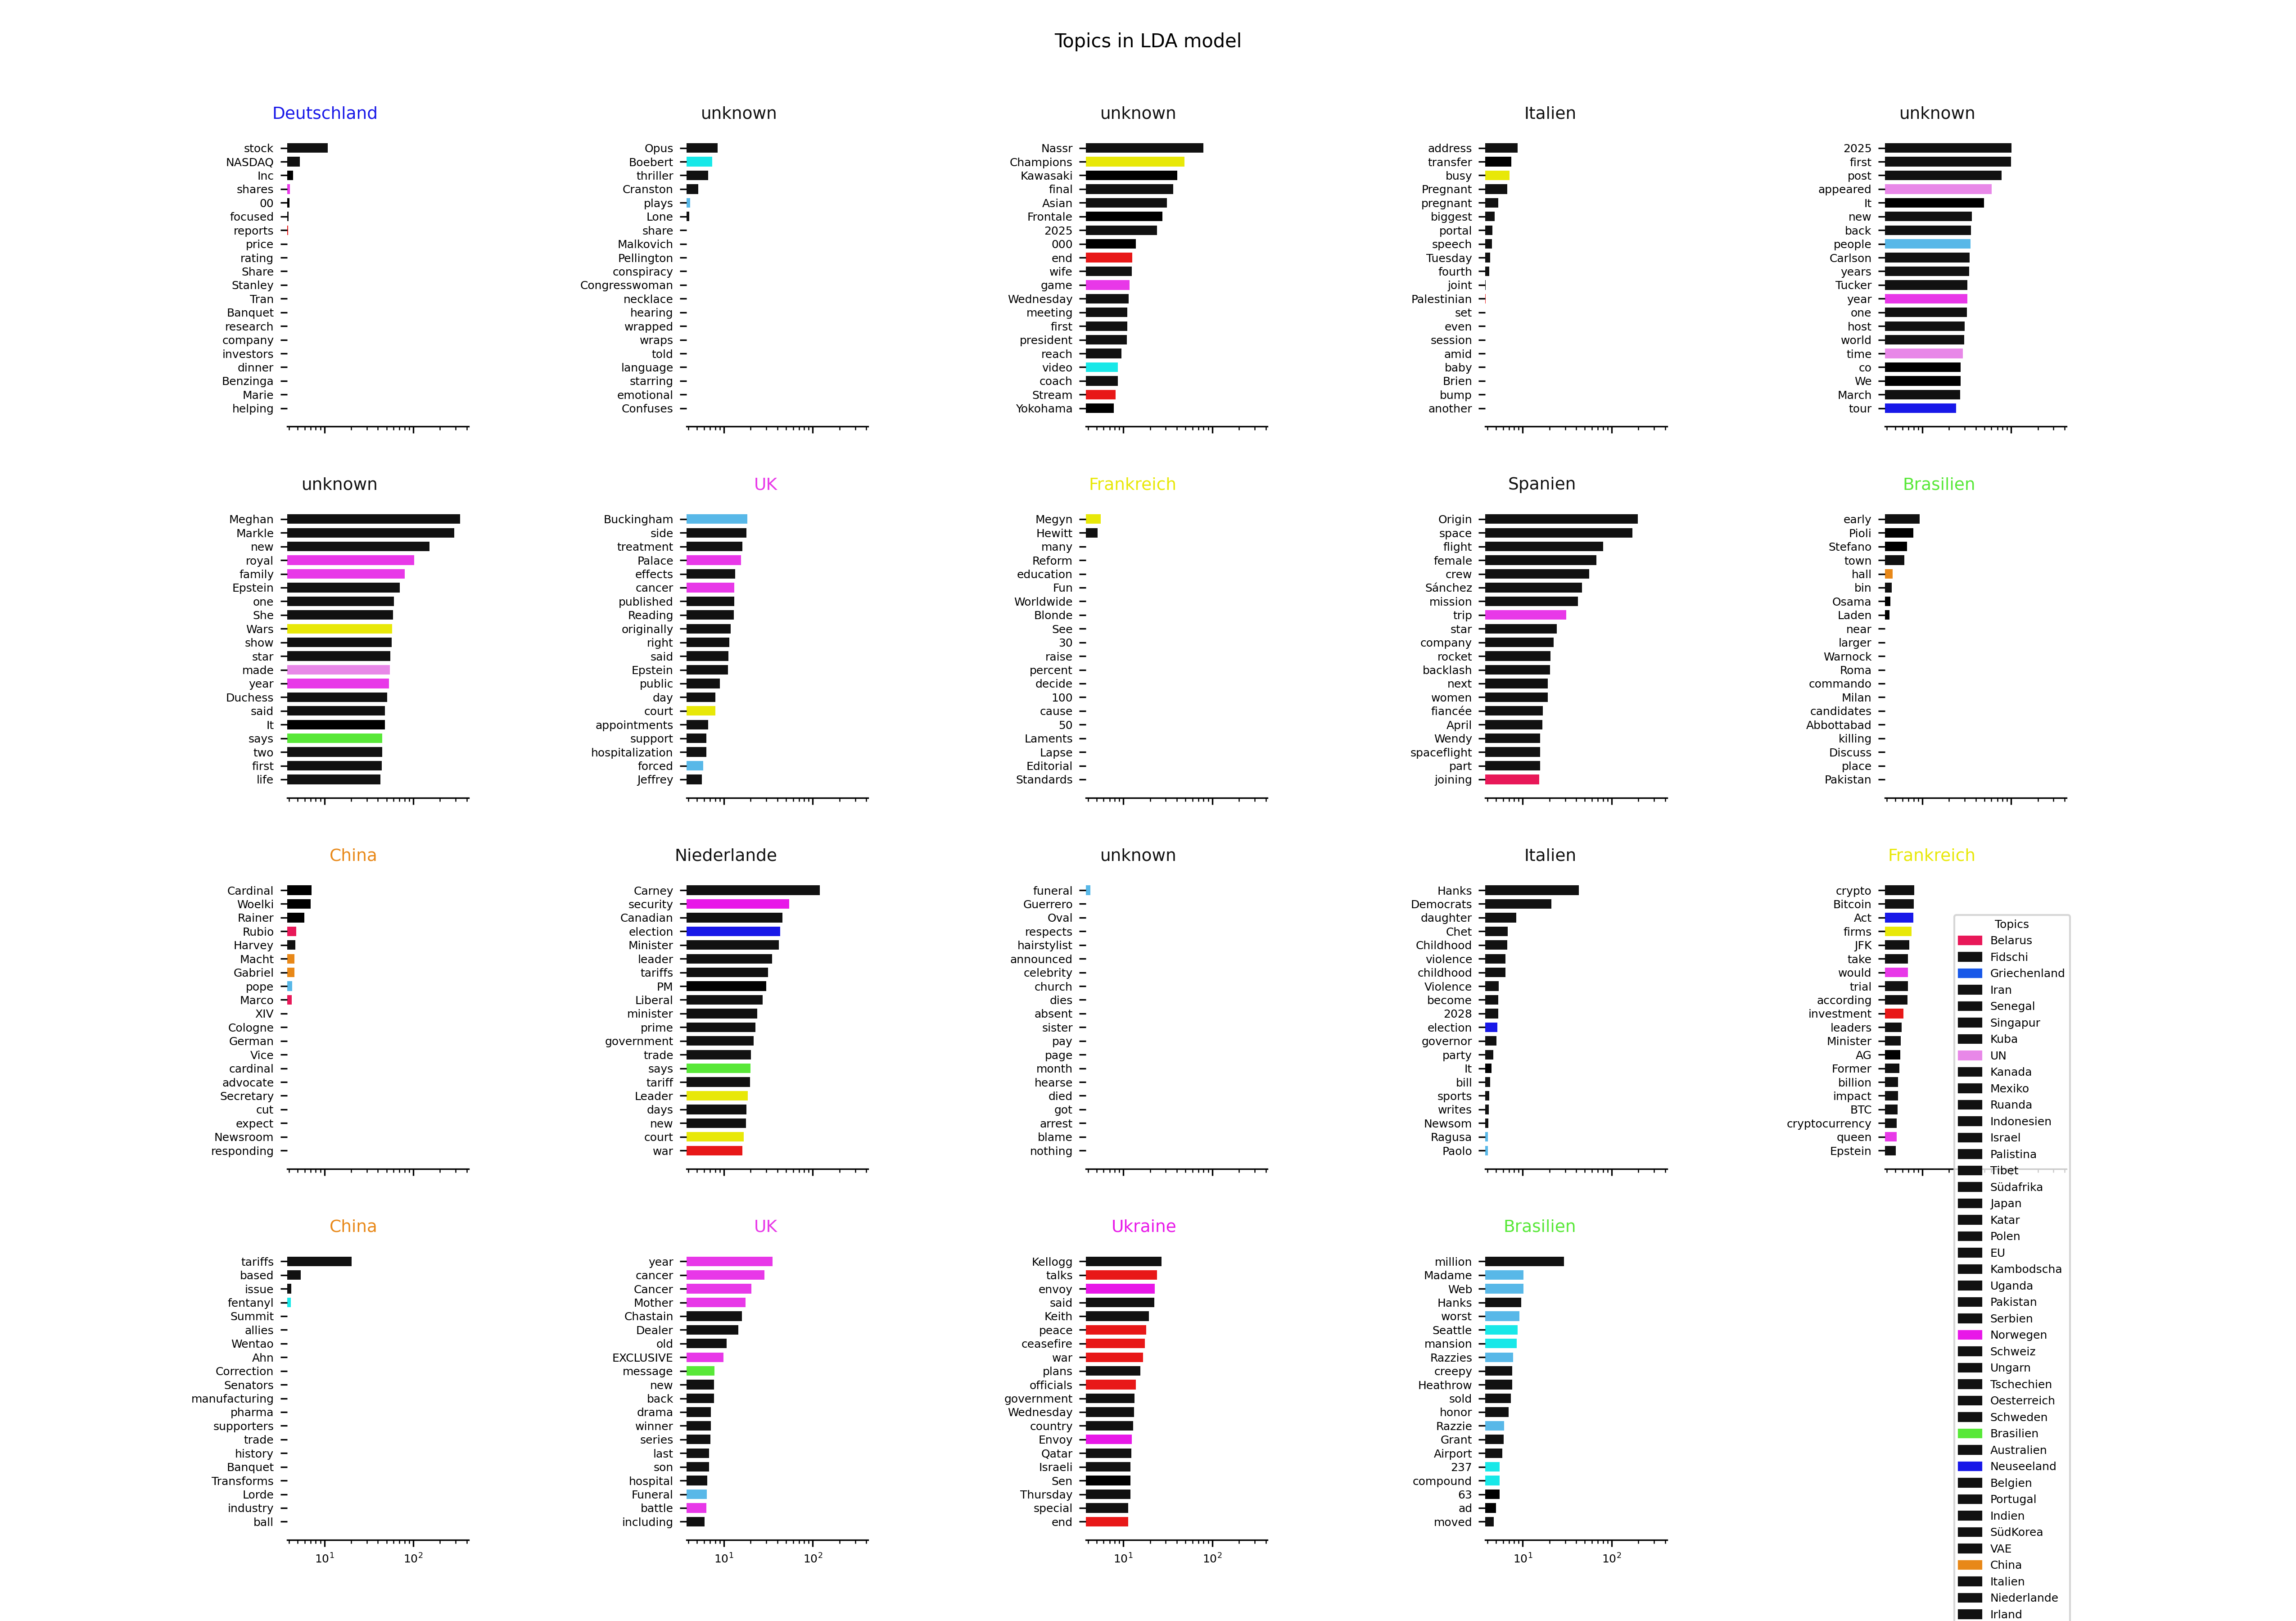 Topics in LDA model
Deutschland
stock
NASDAQ
Inc
shares
00
focused
reports
price
rating
Share
Stanley
Tran
Banquet
research
company
investors
dinner
Benzinga
Marie
helping
unknown
Opus
Boebert
thriller
Cranston
plays
Lone
share
Malkovich
Pellington
conspiracy
Congresswoman
necklace
hearing
wrapped
wraps
told
language
starring
emotional
Confuses
unknown
Nassr
Champions
Kawasaki
final
Asian
Frontale
2025
000
end
wife
game
Wednesday
meeting
first
president
reach
video
coach
Stream
Yokohama
Italien
address
transfer
busy
Pregnant
pregnant
biggest
portal
speech
Tuesday
fourth
joint
Palestinian
set
even
session
amid
baby
Brien
bump
another
unknown
2025
first
post
appeared
It
new
back
people
Carlson
years
Tucker
year
one
host
world
time
co
We
March
tour
unknown
Meghan
Markle
new
royal
family
Epstein
one
She
Wars
show
star
made
year
Duchess
said
It
says
two
first
life
UK
Buckingham
side
treatment
Palace
effects
cancer
published
Reading
originally
right
said
Epstein
public
day
court
appointments
support
hospitalization
forced
Jeffrey
Frankreich
Megyn
Hewitt
many
Reform
education
Fun
Worldwide
Blonde
See
30
raise
percent
decide
100
cause
50
Laments
Lapse
Editorial
Standards
Spanien
Origin
space
flight
female
crew
Sánchez
mission
trip
star
company
rocket
backlash
next
women
fiancée
April
Wendy
spaceflight
part
joining
Brasilien
early
Pioli
Stefano
town
hall
bin
Osama
Laden
near
larger
Warnock
Roma
commando
Milan
candidates
Abbottabad
killing
Discuss
place
Pakistan
China
Cardinal
Woelki
Rainer
Rubio
Harvey
Macht
Gabriel
pope
Marco
XIV
Cologne
German
Vice
cardinal
advocate
Secretary
cut
expect
Newsroom
responding
Niederlande
Carney
security
Canadian
election
Minister
leader
tariffs
PM
Liberal
minister
prime
government
trade
says
tariff
Leader
days
new
court
war
unknown
funeral
Guerrero
Oval
respects
hairstylist
announced
celebrity
church
dies
absent
sister
pay
page
month
hearse
died
got
arrest
blame
nothing
Italien
Hanks
Democrats
daughter
Chet
Childhood
violence
childhood
Violence
become
2028
election
governor
party
It
bill
sports
writes
Newsom
Ragusa
Paolo
Frankreich
crypto
Bitcoin
Act
firms
JFK
take
would
trial
according
investment
leaders
Minister
AG
Former
billion
impact
BTC
cryptocurrency
queen
Epstein
China
tariffs
based
issue
fentanyl
Summit
allies
Wentao
Ahn
Correction
Senators
manufacturing
pharma
supporters
trade
history
Banquet
Transforms
Lorde
industry
ball
10¹ 10²
UK
year
cancer
Cancer
Mother
Chastain
Dealer
old
EXCLUSIVE
message
new
back
drama
winner
series
last
son
hospital
Funeral
battle
including
10¹ 10²
Ukraine
Kellogg
talks
envoy
said
Keith
peace
ceasefire
war
plans
officials
government
Wednesday
country
Envoy
Qatar
Israeli
Sen
Thursday
special
end
10¹ 10²
Brasilien
million
Madame
Web
Hanks
worst
Seattle
mansion
Razzies
creepy
Heathrow
sold
honor
Razzie
Grant
Airport
237
compound
63
ad
moved
10¹ 10²
Topics
Belarus
Fidschi
Griechenland
Iran
Senegal
Singapur
Kuba
UN
Kanada
Mexiko
Ruanda
Indonesien
Israel
Palistina
Tibet
Südafrika
Japan
Katar
Polen
EU
Kambodscha
Uganda
Pakistan
Serbien
Norwegen
Schweiz
Ungarn
Tschechien
Oesterreich
Schweden
Brasilien
Australien
Neuseeland
Belgien
Portugal
Indien
SüdKorea
VAE
China
Italien
Niederlande
Irland